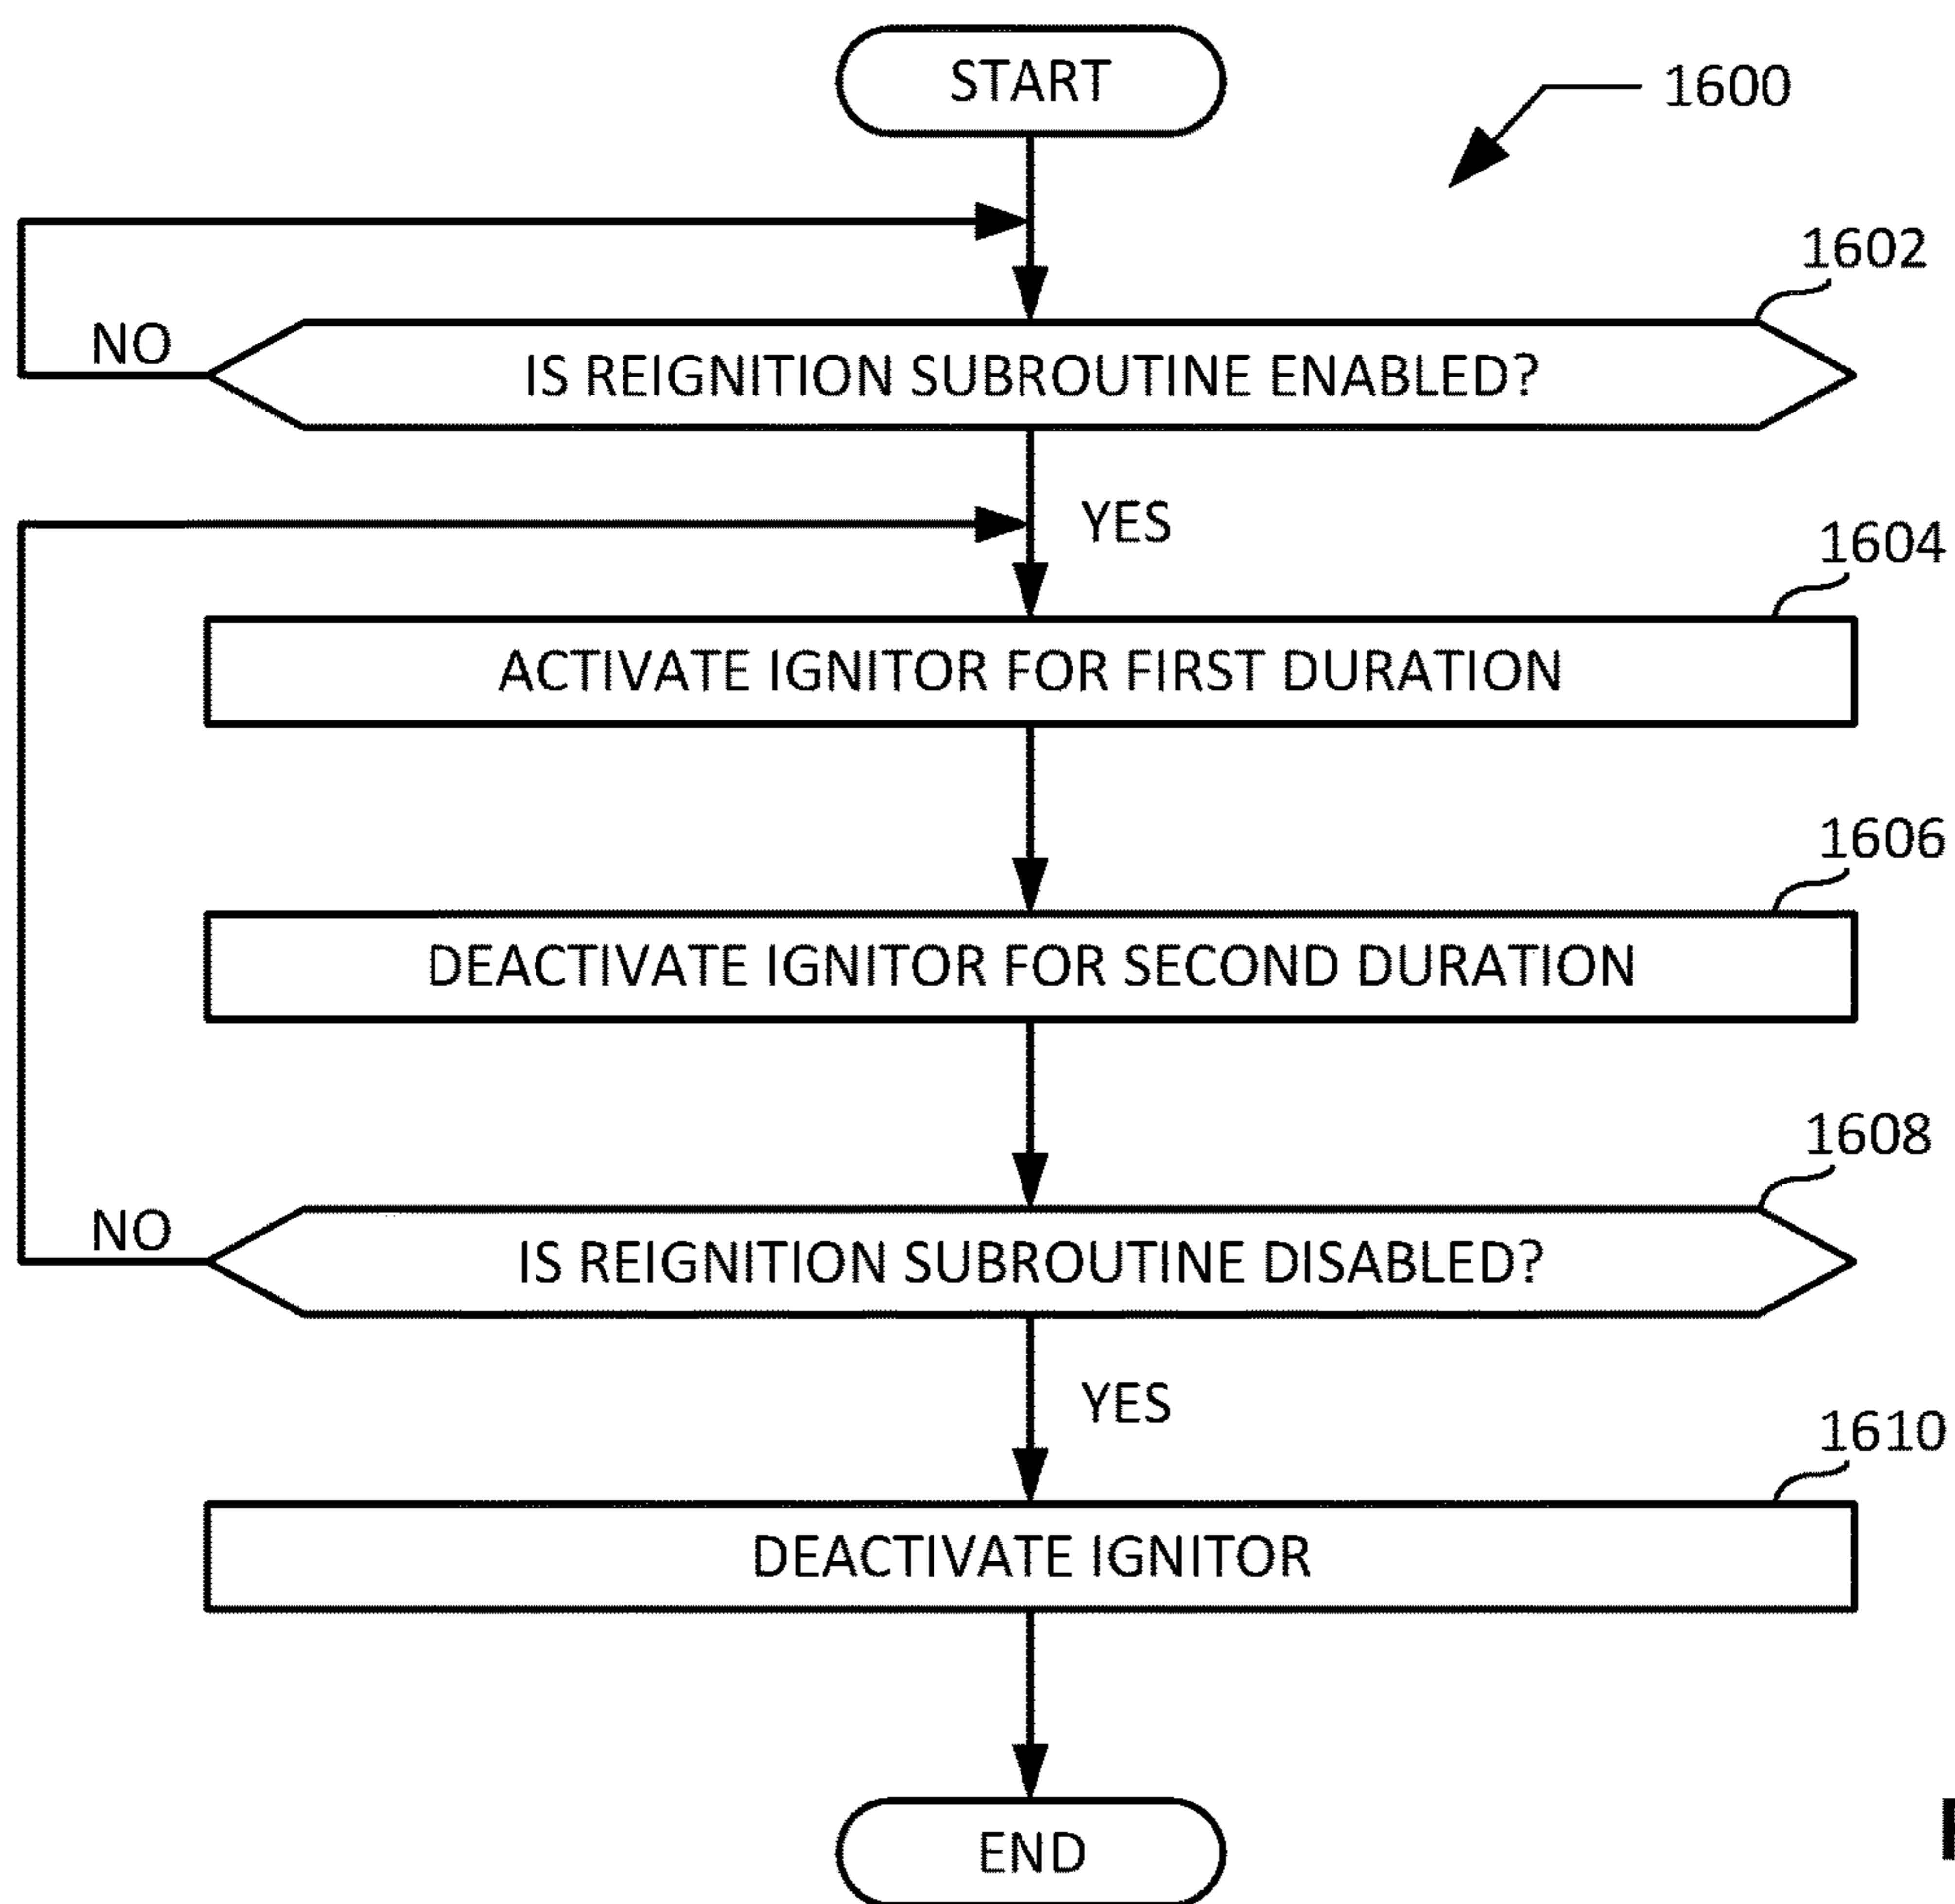 START
1600
1602
NO
IS REIGNITION SUBROUTINE ENABLED?
YES
1604
ACTIVATE IGNITOR FOR FIRST DURATION
1606
DEACTIVATE IGNITOR FOR SECOND DURATION
1608
NO
IS REIGNITION SUBROUTINE DISABLED?
YES
1610
DEACTIVATE IGNITOR
END